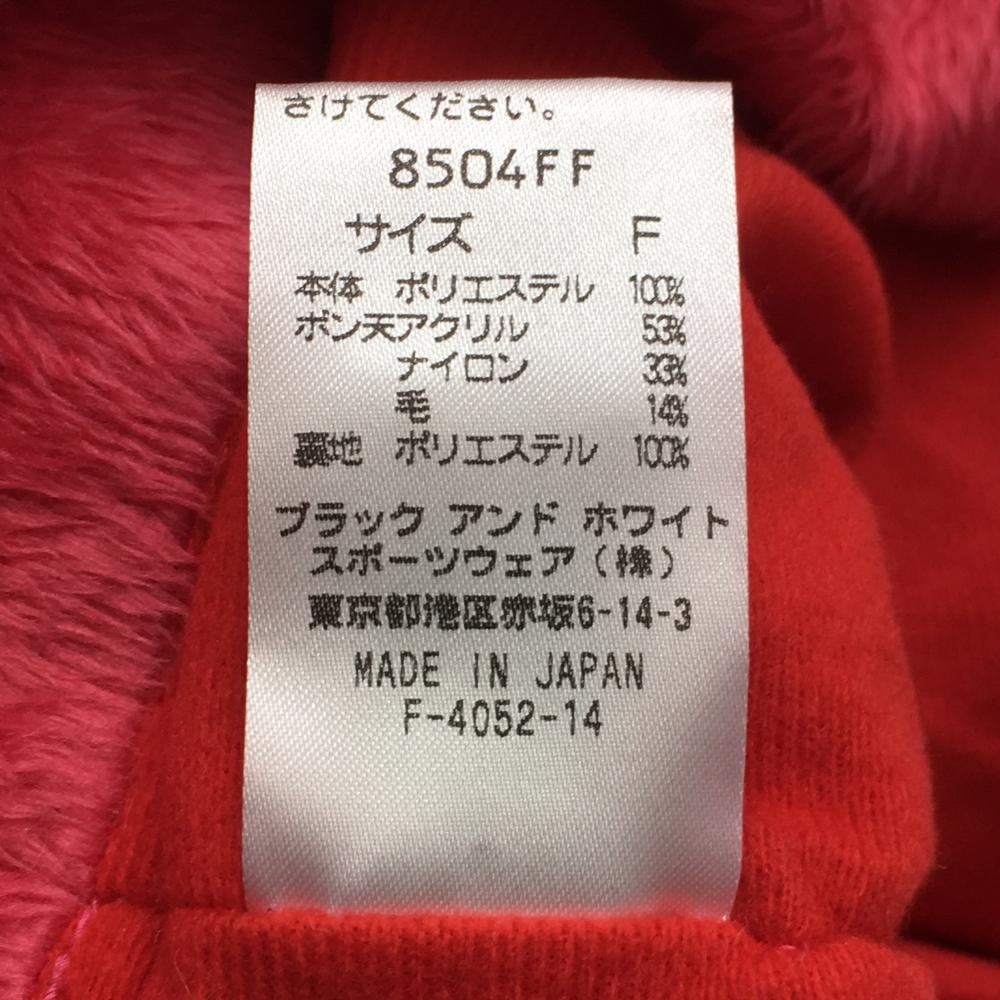 さけてください。
8504FF
サイズ F
本体 ポリエステル 100%
ボン天アクリル 53%
ナイロン 33%
毛 14%
裏地 ポリエステル 100%
ブラック アンド ホワイト
スポーツウェア(株)
東京都港区赤坂6-14-3
MADE IN JAPAN
F-4052-14